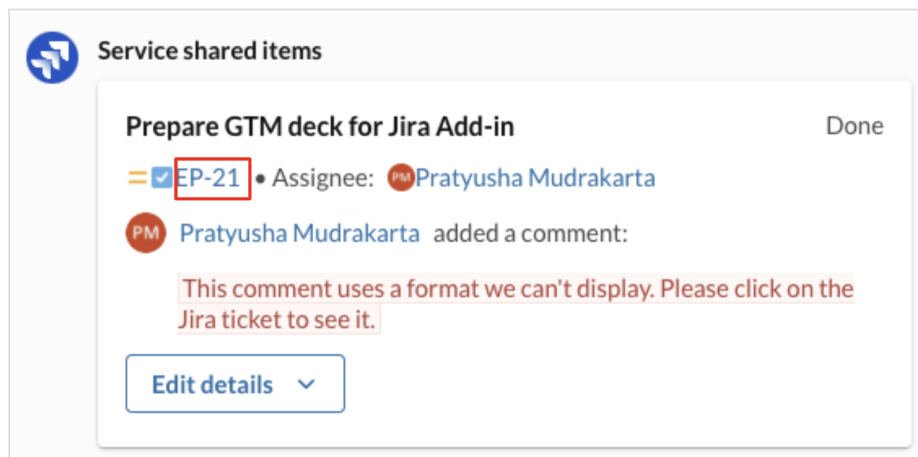 Service shared items
Prepare GTM deck for Jira Add-in Done
EP-21 • Assignee: PM Pratyusha Mudrakarta
PM Pratyusha Mudrakarta added a comment:
This comment uses a format we can't display. Please click on the
Jira ticket to see it.
Edit details